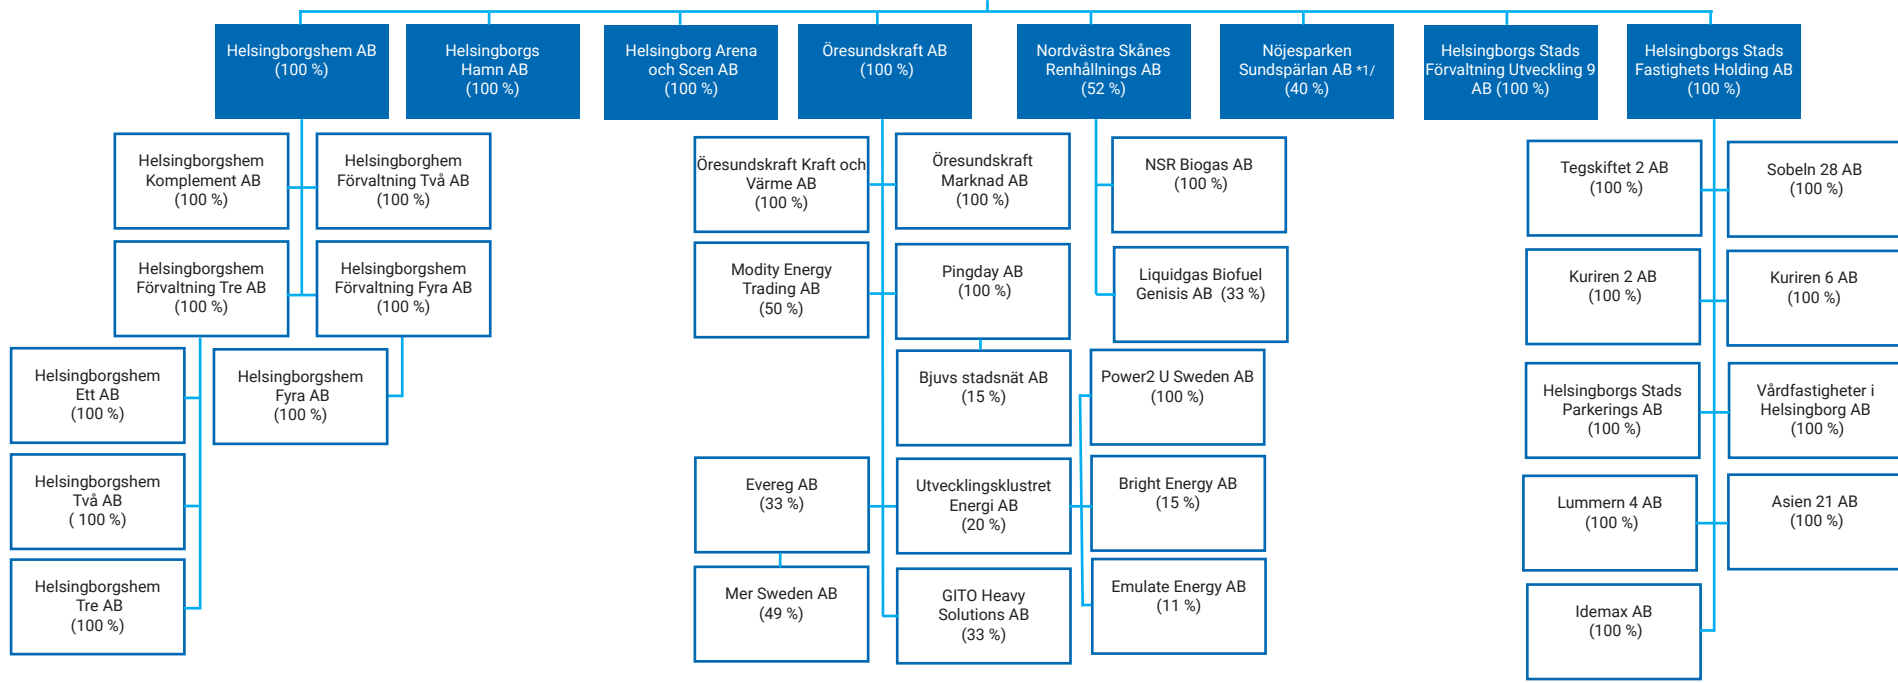 Helsingborgshem AB
(100 %)
Helsingborgs
Hamn AB
(100 %)
Helsingborg Arena
och Scen AB
(100 %)
Öresundskraft AB
(100 %)
Nordvästra Skånes
Renhållnings AB
(52 %)
Nöjesparken
Sundspärlan AB *1/
(40 %)
Helsingborgs Stads
Förvaltning Utveckling 9
AB (100 %)
Helsingborgs Stads
Fastighets Holding AB
(100 %)
Helsingborgshem
Komplement AB
(100 %)
Helsingborghem
Förvaltning Två AB
(100 %)
Helsingborgshem
Förvaltning Tre AB
(100 %)
Helsingborgshem
Förvaltning Fyra AB
(100 %)
Helsingborgshem
Ett AB
(100 %)
Helsingborgshem
Fyra AB
(100 %)
Helsingborgshem
Två AB
( 100 %)
Helsingborgshem
Tre AB
(100 %)
Öresundskraft Kraft och
Värme AB
(100 %)
Öresundskraft
Marknad AB
(100 %)
Modity Energy
Trading AB
(50 %)
Pingday AB
(100 %)
Bjuvs stadsnät AB
(15 %)
Evereg AB
(33 %)
Utvecklingsklustret
Energi AB
(20 %)
Mer Sweden AB
(49 %)
GITO Heavy
Solutions AB
(33 %)
Power2 U Sweden AB
(100 %)
Bright Energy AB
(15 %)
Emulate Energy AB
(11 %)
NSR Biogas AB
(100 %)
Liquidgas Biofuel
Genisis AB (33 %)
Tegskiftet 2 AB
(100 %)
Sobeln 28 AB
(100 %)
Kuriren 2 AB
(100 %)
Kuriren 6 AB
(100 %)
Helsingborgs Stads
Parkerings AB
(100 %)
Vårdfastigheter i
Helsingborg AB
(100 %)
Lummern 4 AB
(100 %)
Asien 21 AB
(100 %)
Idemax AB
(100 %)